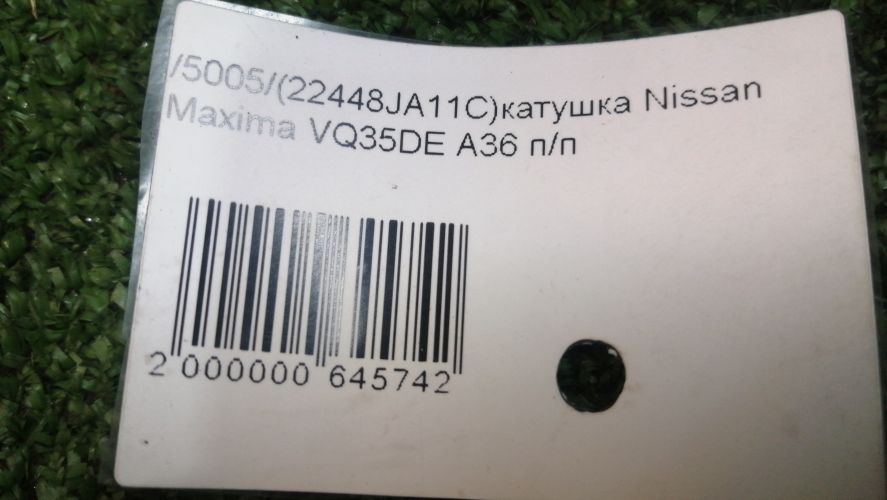 /5005/(22448JA11C)катушка Nissan
Maxima VQ35DE A36 п/п
2 000000 645742